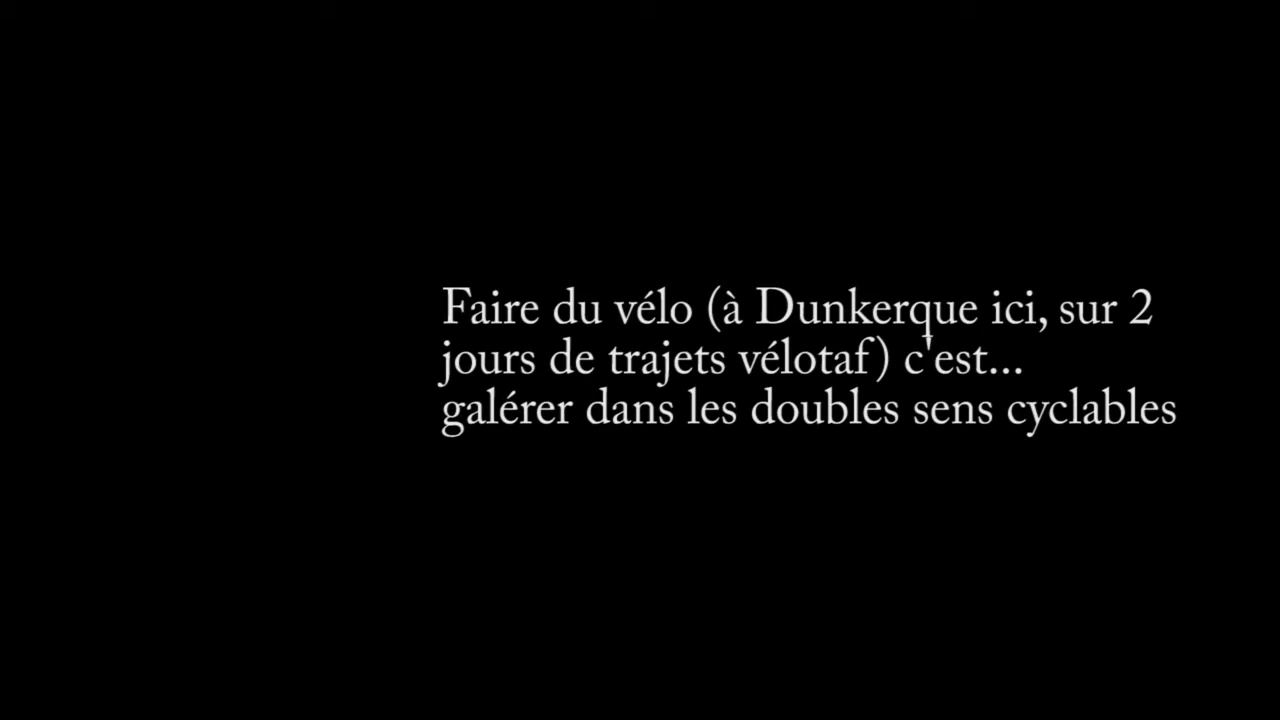 Faire du vélo (à Dunkerque ici, sur 2
jours de trajets vélotaf) c'est...
galérer dans les doubles sens cyclables